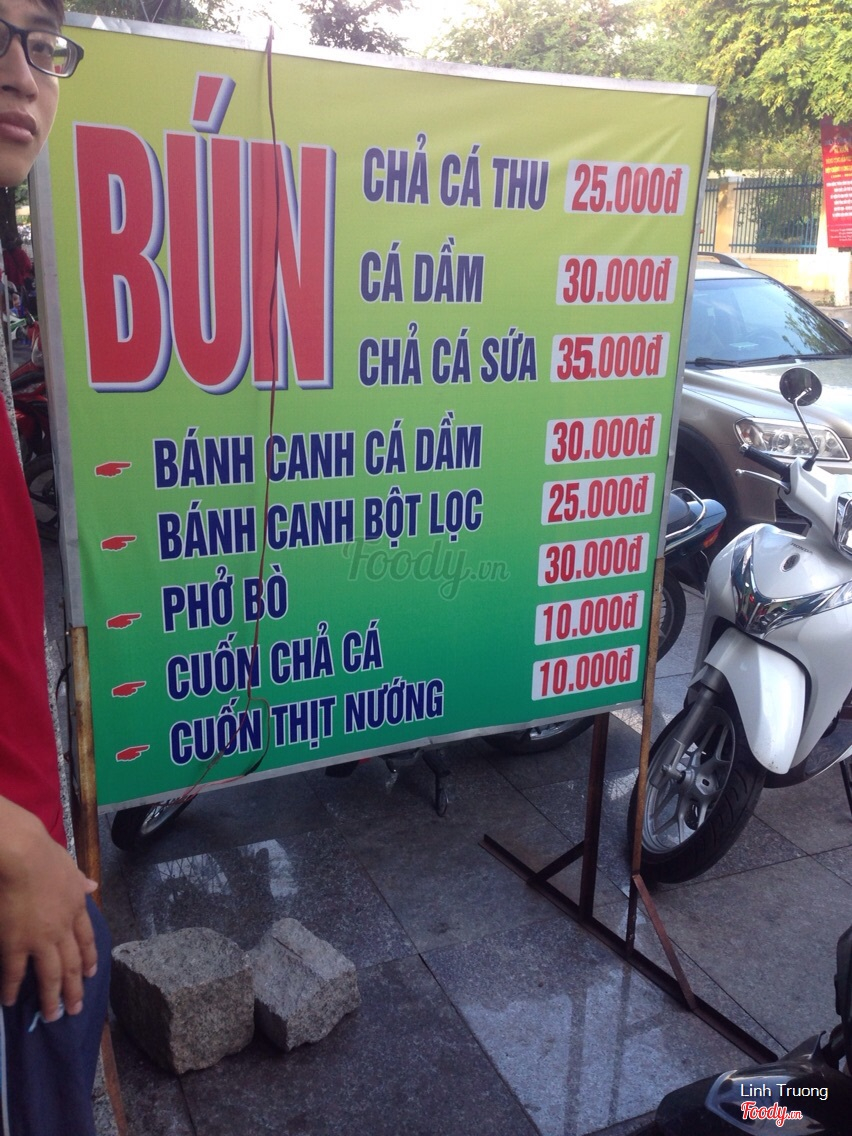 BÚN
CHẢ CÁ THU 25.000đ
CÁ DẦM 30.000đ
CHẢ CÁ SỨA 35.000đ
BÁNH CANH CÁ DẦM 30.000đ
BÁNH CANH BỘT LỌC 25.000đ
PHỞ BÒ 30.000đ
CUỐN CHẢ CÁ 10.000đ
CUỐN THỊT NƯỚNG 10.000đ
Foody.vn
Linh Truong
Foody.vn